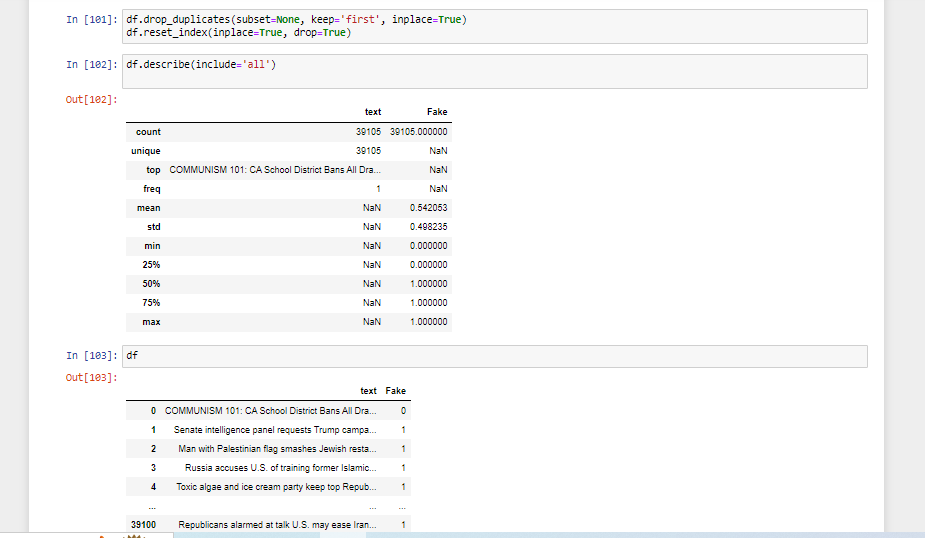 In [101]: df.drop_duplicates(subset=None, keep='first', inplace=True)
df.reset_index(inplace=True, drop=True)
In [102]: df.describe(include='all')
Out[102]:
text Fake
count 39105 39105.000000
unique 39105 NaN
top COMMUNISM 101: CA School District Bans All Dra... NaN
freq 1 NaN
mean NaN 0.542053
std NaN 0.498235
min NaN 0.000000
25% NaN 0.000000
50% NaN 1.000000
75% NaN 1.000000
max NaN 1.000000
In [103]: df
Out[103]:
text Fake
0 COMMUNISM 101: CA School District Bans All Dra... 0
1 Senate intelligence panel requests Trump campa... 1
2 Man with Palestinian flag smashes Jewish resta... 1
3 Russia accuses U.S. of training former Islamic... 1
4 Toxic algae and ice cream party keep top Repub... 1
... ... ...
39100 Republicans alarmed at talk U.S. may ease Iran... 1